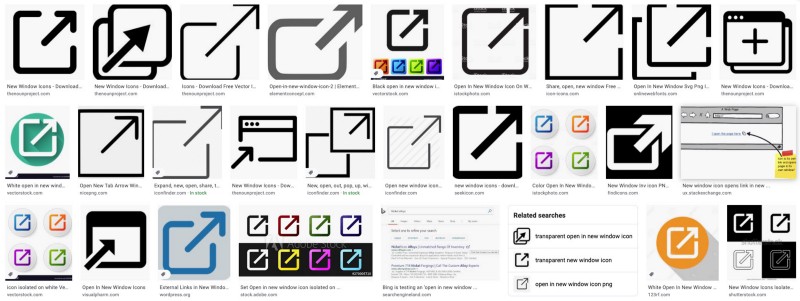 New Window Icons - Download...
thenounproject.com
New Window Icons - Download...
thenounproject.com
Icons - Download Free Vector I...
thenounproject.com
Open-in-new-window-icon-2 | Element...
elementconcept.com
Black open in new window i...
vectorstock.com
Open In New Window Icon On W...
istockphoto.com
Share, open, new window Free ...
icon-icons.com
Open In New Window Svg Png I...
onlinewebfonts.com
New Window Icons - Downlo...
thenounproject.com
White open in new wind...
vectorstock.com
Open New Tab Arrow Win...
nicepng.com
Expand, new, open, share, t...
iconfinder.com In stock
New Window Icons - Dow...
thenounproject.com
New, open, out, pop, up, wi...
iconfinder.com In stock
Open new window icon...
iconfinder.com
new windows icons - downl...
seekicon.com
Color Open In New Windo...
istockphoto.com
New Window Inv icon PN...
findicons.com
New window icon opens link in new ...
ux.stackexchange.com
Icon isolated on white Ve...
vectorstock.com
Open In New Window Icons
visualpharm.com
External Links in New Windo...
wordpress.org
Adobe Stock
Set Open in new window icon isolated on ...
stock.adobe.com
Bing is testing an 'open in new window ...
searchengineland.com
Related searches
transparent open in new window icon
transparent new window icon
open in new window icon png
White Open In New Window ...
123rf.com
New Windows Icons Isolate...
shutterstock.com